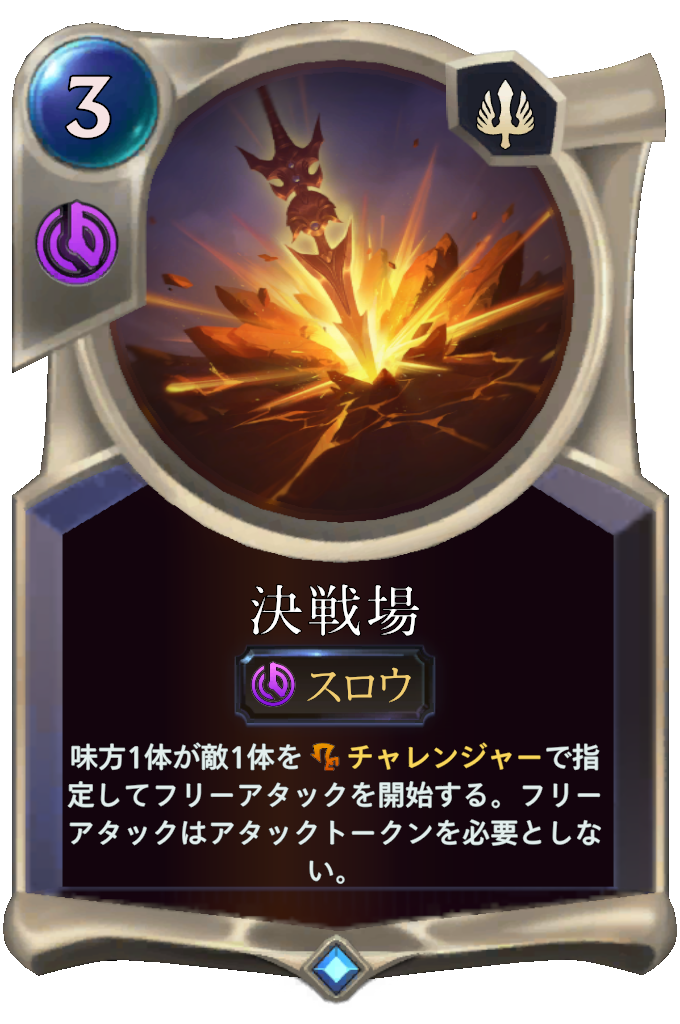 3
決戦場
スロウ
味方1体が敵1体を チャレンジャーで指
定してフリーアタックを開始する。フリー
アタックはアタックトークンを必要としな
い。